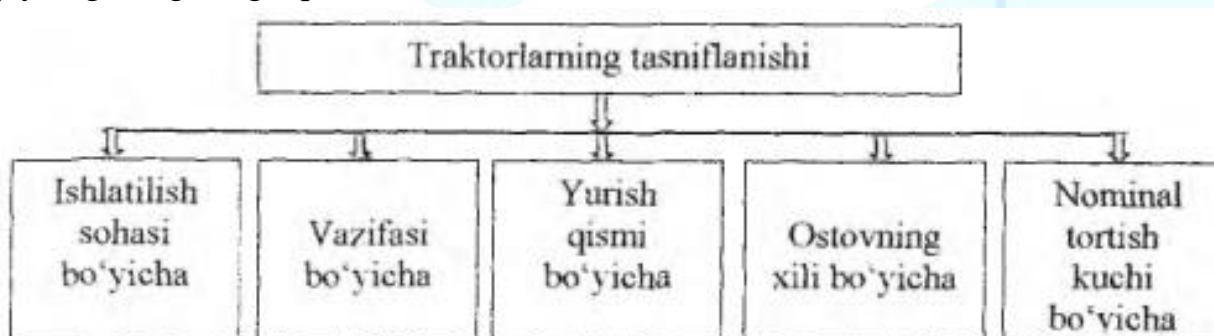 Traktorlarning tasniflanishi
Ishlatilish
sohasi
bo‘yicha
Vazifasi
bo‘yicha
Yurish
qismi
bo‘yicha
Ostovning
xili bo‘yicha
Nominal
tortish
kuchi
bo‘yicha